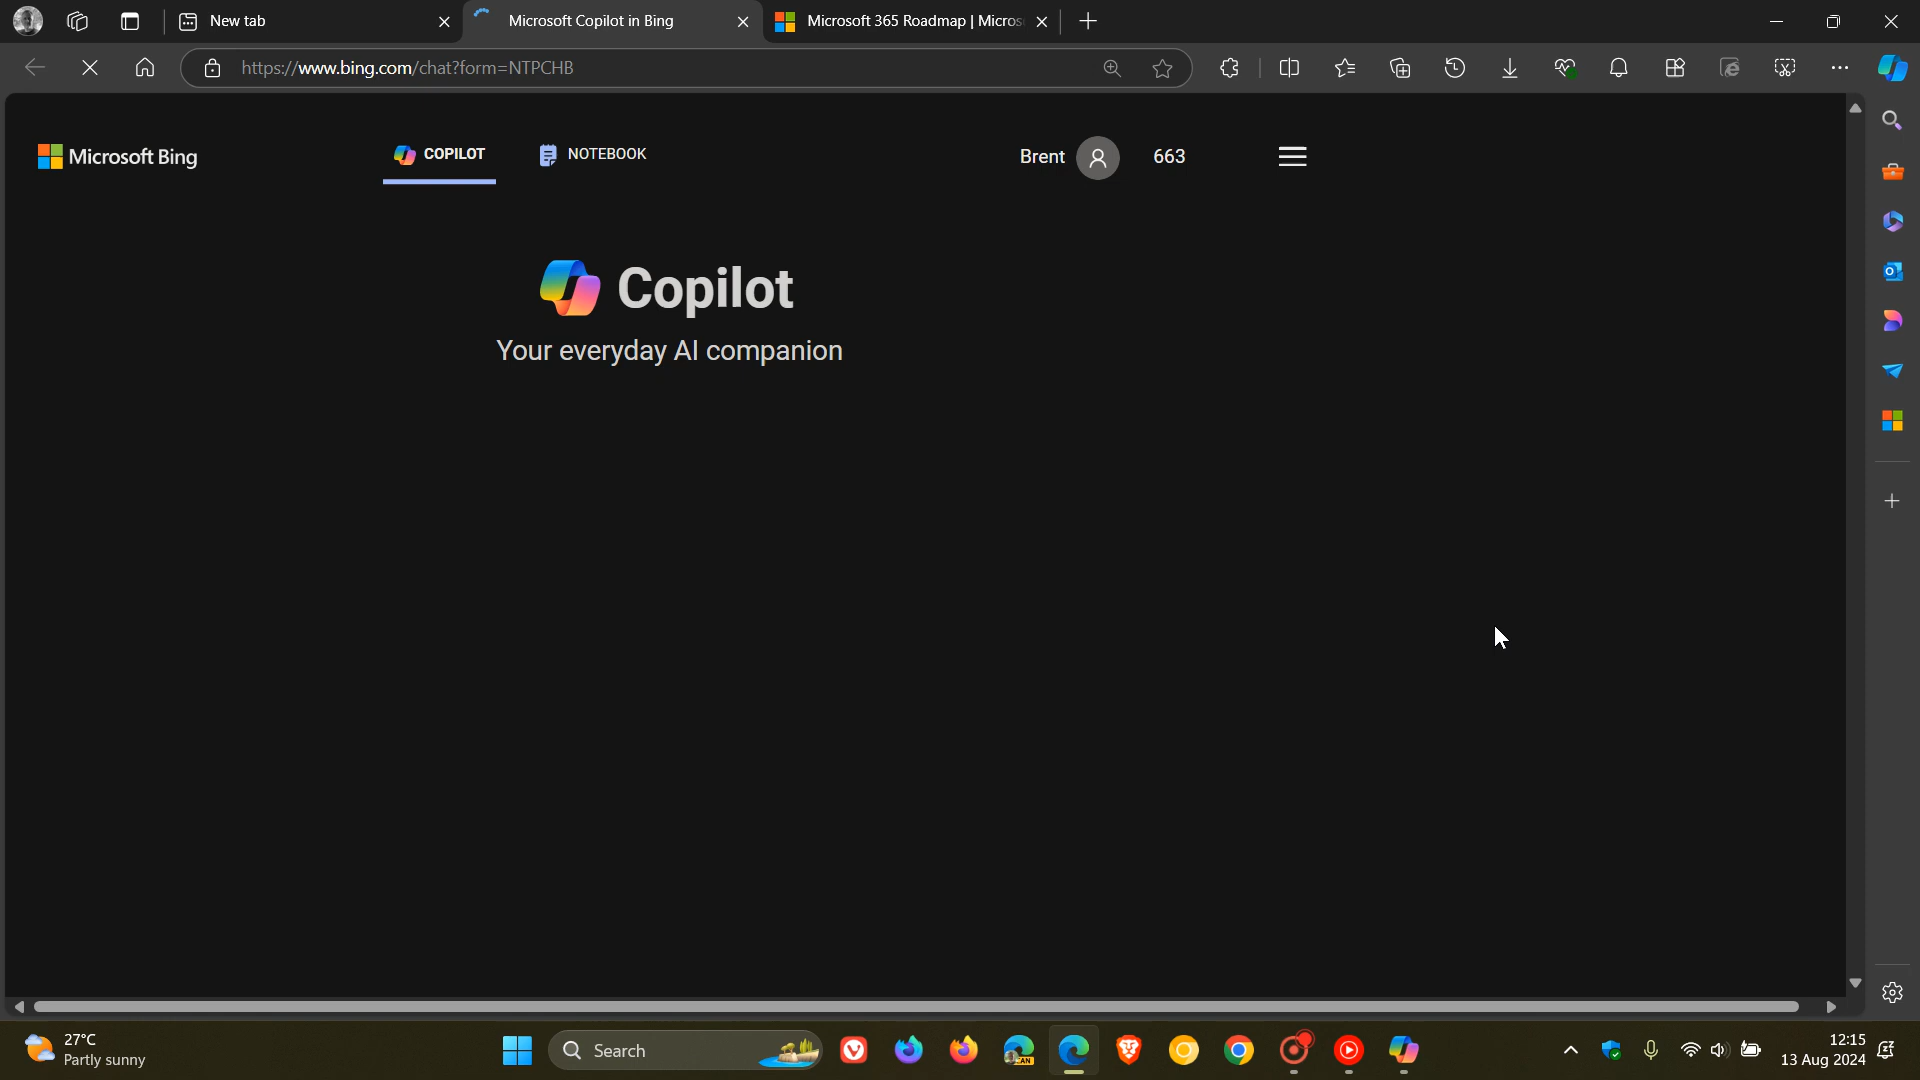 New tab
Microsoft Copilot in Bing
Microsoft 365 Roadmap | Micros
https://www.bing.com/chat?form=NTPCHB
Microsoft Bing
COPILOT
NOTEBOOK
Brent
663
Copilot
Your everyday AI companion
27°C
Partly sunny
Search
CAN
12:15
13 Aug 2024